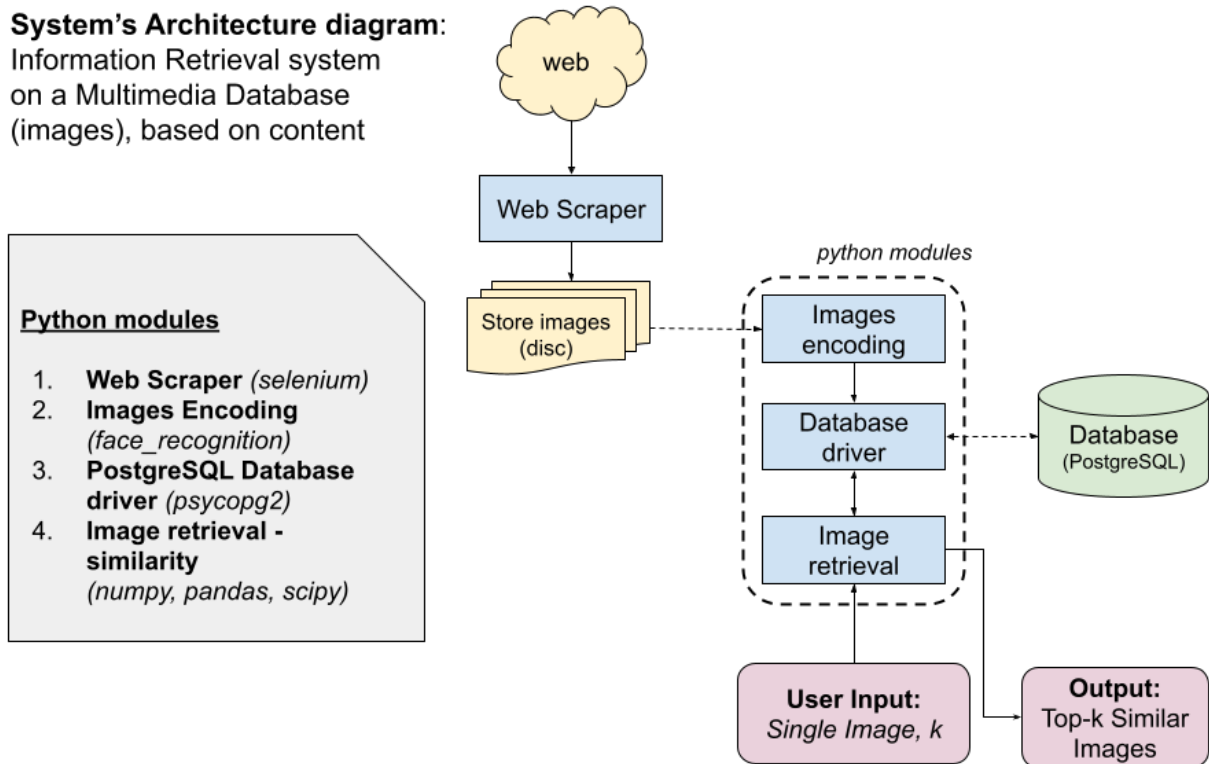 System's Architecture diagram:
Information Retrieval system
on a Multimedia Database
(images), based on content
web
Web Scraper
Store images
(disc)
python modules
Images
encoding
Database
driver
Image
retrieval
Database
(PostgreSQL)
Python modules
1. Web Scraper (selenium)
2. Images Encoding
(face_recognition)
3. PostgreSQL Database
driver (psycopg2)
4. Image retrieval -
similarity
(numpy, pandas, scipy)
User Input:
Single Image, k
Output:
Top-k Similar
Images